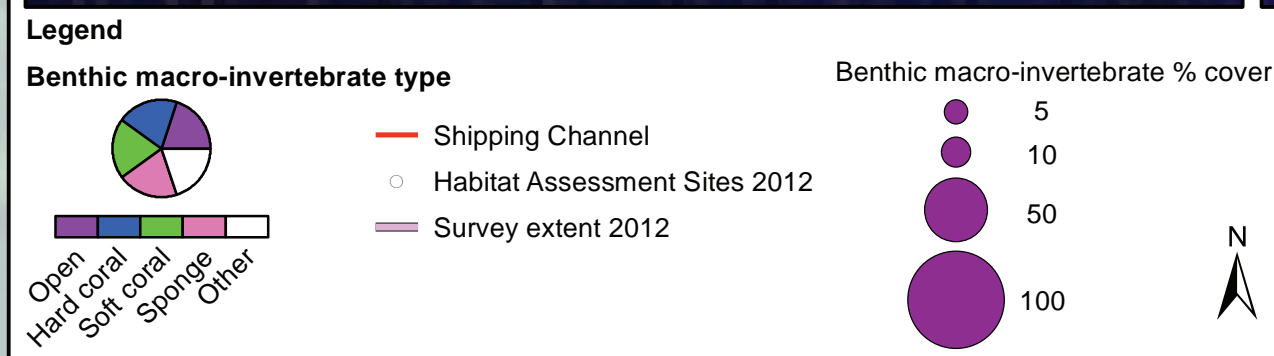 Legend
Benthic macro-invertebrate type
Open
Hard coral
Soft coral
Sponge
Other
Shipping Channel
Habitat Assessment Sites 2012
Survey extent 2012
Benthic macro-invertebrate % cover
5
10
50
100
N